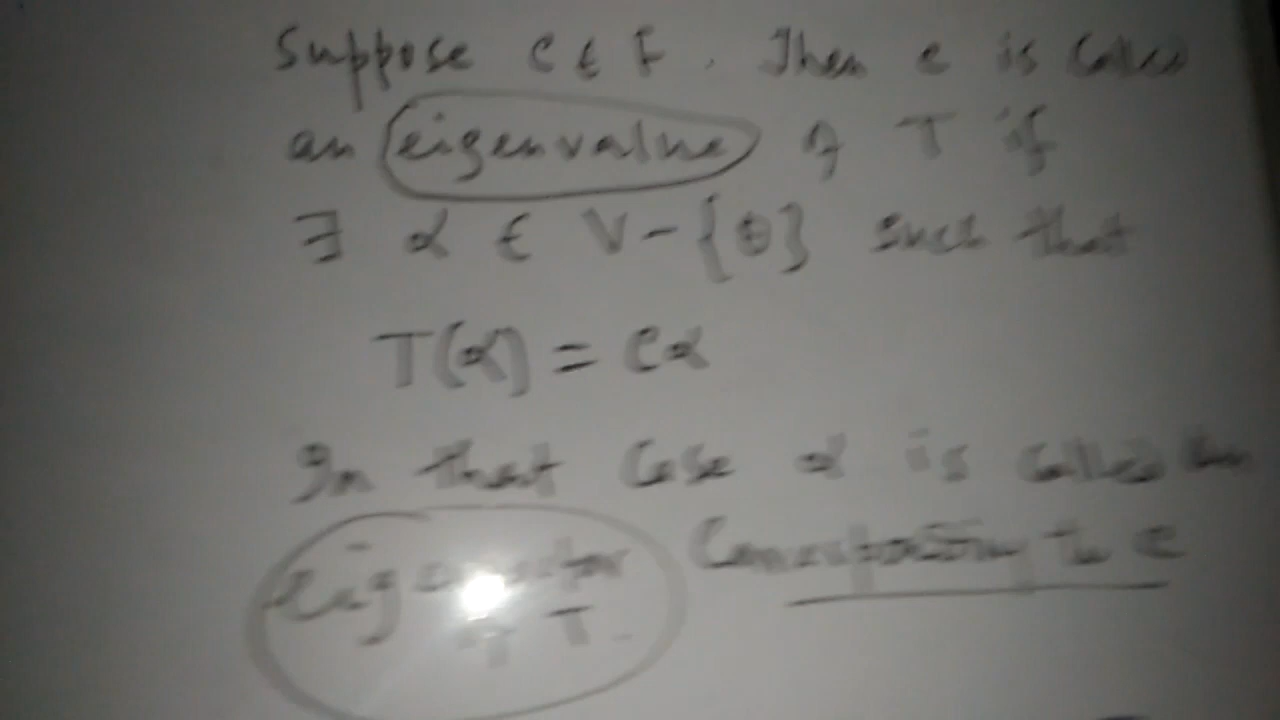 Suppose c ∈ F. Then c is called
an eigenvalue of T if
∃ α ∈ V-{θ} such that
T(α) = cα
In that case α is called an
eigenvector corresponding to c
of T.